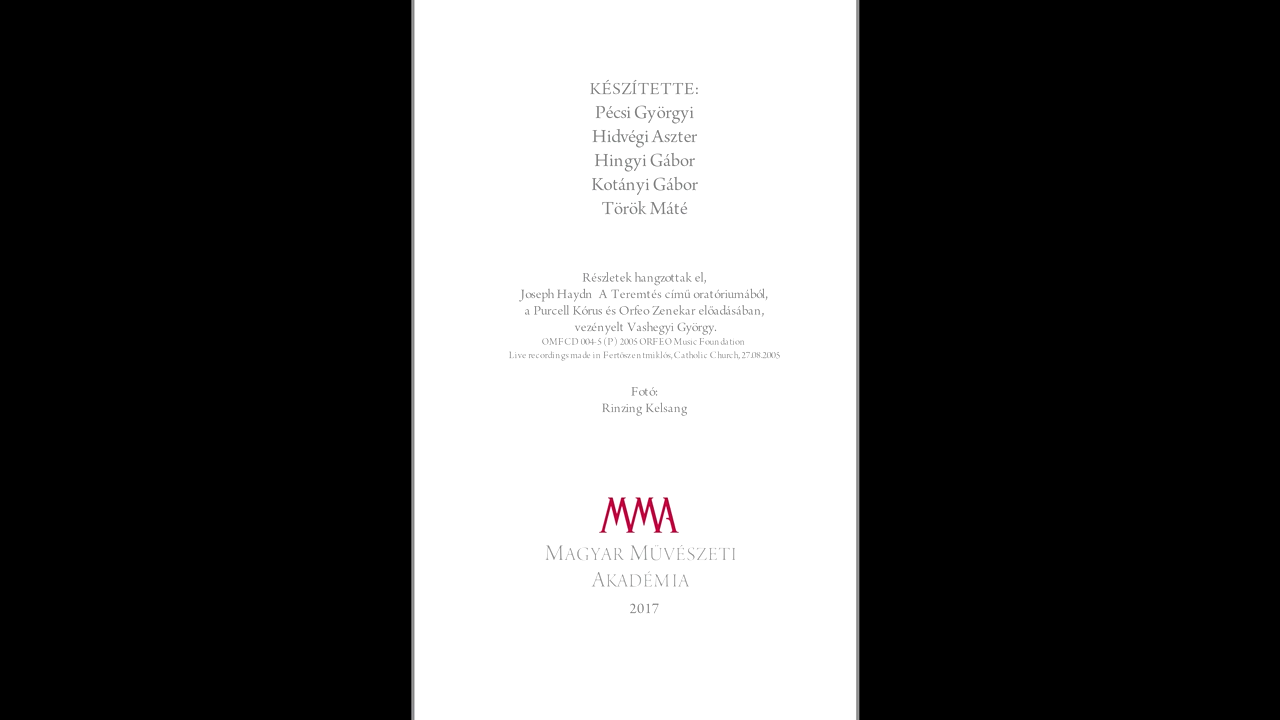 KÉSZÍTETTE:
Pécsi Györgyi
Hidvégi Aszter
Hingyi Gábor
Kotányi Gábor
Török Máté
Részletek hangzottak el,
Joseph Haydn A Teremtés című oratóriumából,
a Purcell Kórus és Orfeo Zenekar előadásában,
vezényelt Vashegyi György.
OMFCD 004-5 (P) 2005 ORFEO Music Foundation
Live recordings made in Fertőszentmiklós, Catholic Church, 27.08.2005
Fotó:
Rinzing Kelsang
MMA
MAGYAR MŰVÉSZETI
AKADÉMIA
2017